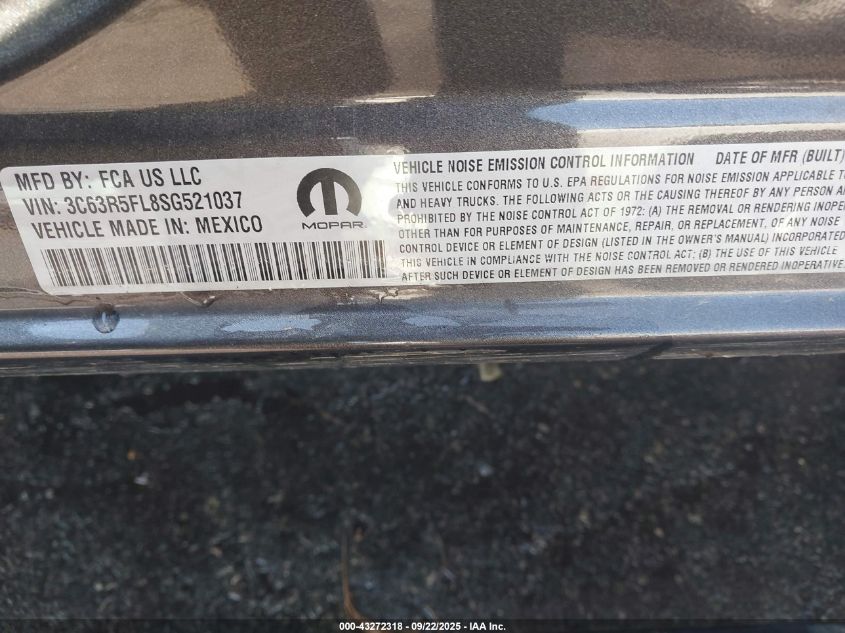 MFD BY: FCA US LLC
VIN: 3C63R5FL8SG521037
VEHICLE MADE IN: MEXICO
MOPAR
VEHICLE NOISE EMISSION CONTROL INFORMATION DATE OF MFR (BUILT)
THIS VEHICLE CONFORMS TO U.S. EPA REGULATIONS FOR NOISE EMISSION APPLICABLE TO
AND HEAVY TRUCKS. THE FOLLOWING ACTS OR THE CAUSING THEREOF BY ANY PERSON AR
PROHIBITED BY THE NOISE CONTROL ACT OF 1972: (A) THE REMOVAL OR RENDERING INOPE
OTHER THAN FOR PURPOSES OF MAINTENANCE, REPAIR, OR REPLACEMENT, OF ANY NOISE
CONTROL DEVICE OR ELEMENT OF DESIGN (LISTED IN THE OWNER'S MANUAL) INCORPORATED
THIS VEHICLE IN COMPLIANCE WITH THE NOISE CONTROL ACT; (B) THE USE OF THIS VEHICLE
AFTER SUCH DEVICE OR ELEMENT OF DESIGN HAS BEEN REMOVED OR RENDERED INOPERATIVE.
000-43272318 - 09/22/2025 - IAA Inc.